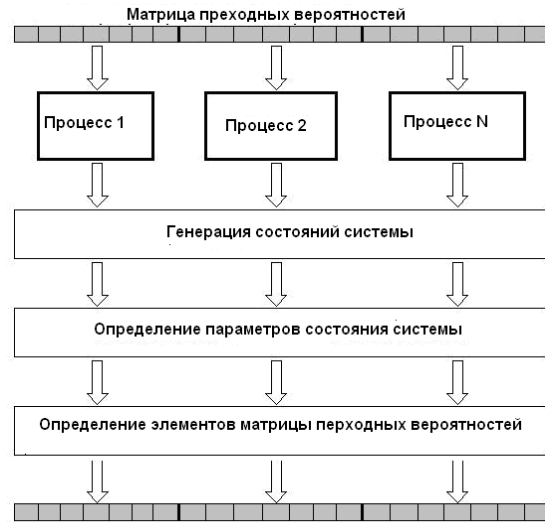 Матрица преходных вероятностей
Процесс 1
Процесс 2
Процесс N
Генерация состояний системы
Определение параметров состояния системы
Определение элементов матрицы перходных вероятностей